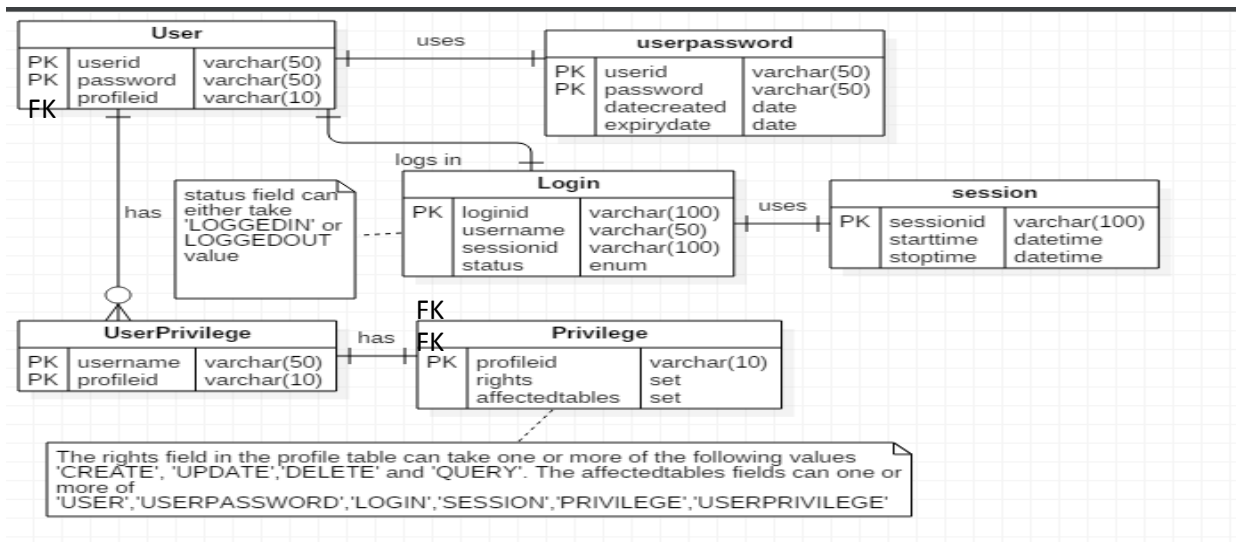 User
PK userid varchar(50)
PK password varchar(50)
FK profileid varchar(10)
uses
userpassword
PK userid varchar(50)
PK password varchar(50)
datecreated date
expirydate date
logs in
has
status field can
either take
'LOGGEDIN' or
LOGGEDOUT
value
Login
PK loginid varchar(100)
username varchar(50)
sessionid varchar(100)
status enum
uses
session
PK sessionid varchar(100)
starttime datetime
stoptime datetime
UserPrivilege
PK username varchar(50)
PK profileid varchar(10)
has
FK
FK
Privilege
PK profileid varchar(10)
rights set
affectedtables set
The rights field in the profile table can take one or more of the following values
'CREATE', 'UPDATE','DELETE' and 'QUERY'. The affectedtables fields can one or
more of
'USER','USERPASSWORD','LOGIN','SESSION','PRIVILEGE','USERPRIVILEGE'